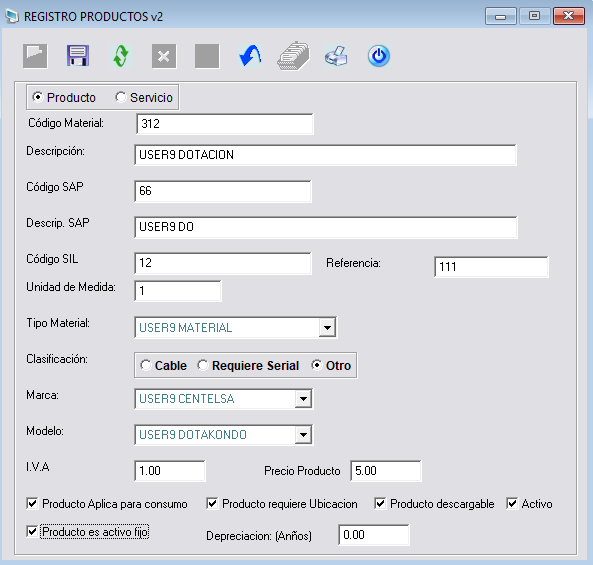 REGISTRO PRODUCTOS v2
Producto Servicio
Código Material: 312
Descripción: USER9 DOTACION
Código SAP 66
Descrip. SAP USER9 DO
Código SIL 12 Referencia: 111
Unidad de Medida: 1
Tipo Material: USER9 MATERIAL
Clasificación: Cable Requiere Serial Otro
Marca: USER9 CENTELSA
Modelo: USER9 DOTAKONDO
I.V.A 1.00 Precio Producto 5.00
Producto Aplica para consumo Producto requiere Ubicacion Producto descargable Activo
Producto es activo fijo Depreciacion: (Anños) 0.00